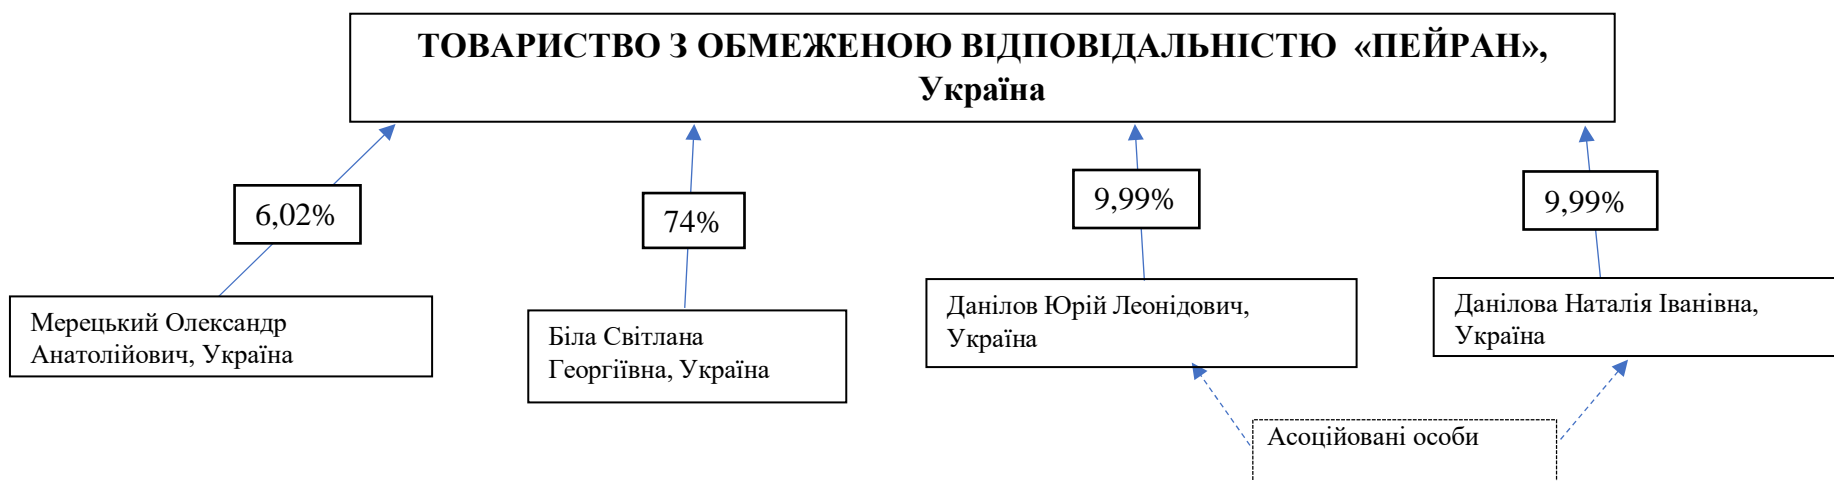 ТОВАРИСТВО З ОБМЕЖЕНОЮ ВІДПОВІДАЛЬНІСТЮ «ПЕЙРАН»,
Україна
6,02%
74%
9,99%
9,99%
Мерецький Олександр
Анатолійович, Україна
Біла Світлана
Георгіївна, Україна
Данілов Юрій Леонідович,
Україна
Данілова Наталія Іванівна,
Україна
Асоційовані особи